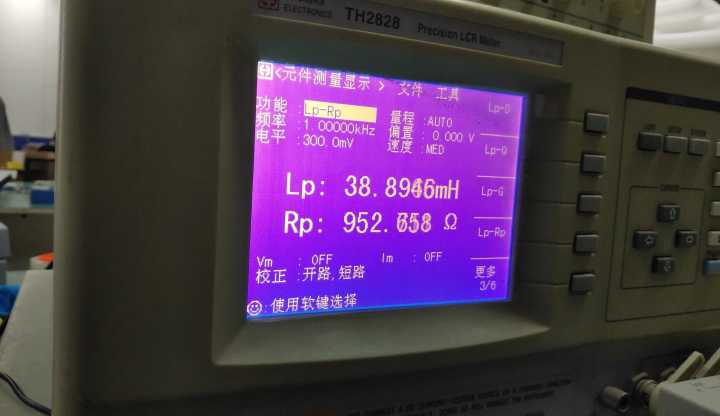 ELECTRONICS TH2828 Precision LCR Meter
<元件测量显示> 文件 工具
功能 :Lp-Rp 量程 :AUTO Lp-D
频率 :1.00000kHz 偏置 : 0.000 V
电平 :300.0mV 速度 :MED Lp-Q
Lp: 38.8946mH Lp-G
Rp: 952.658 Ω Lp-Rp
Vm : OFF Im : OFF
校正 :开路,短路 更多
3/6
使用软键选择